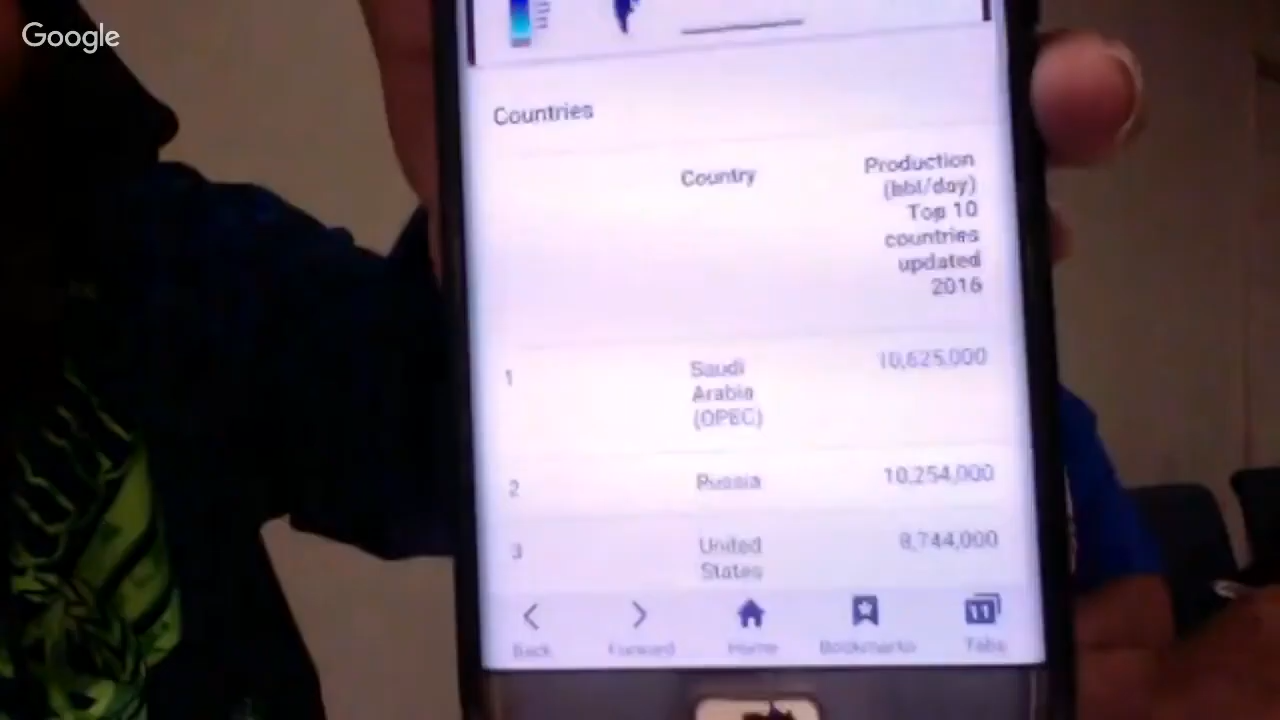 Google
Countries
Country
Production
(bbl/day)
Top 10
countries
updated
2016
1
Saudi
Arabia
(OPEC)
10,625,000
2
Russia
10,254,000
3
United
States
8,744,000
11
Back
Forward
Home
Bookmarks
Tabs